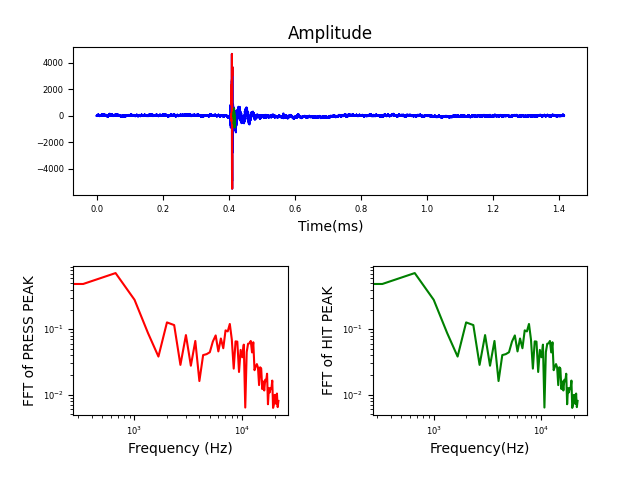 Amplitude
4000
2000
0
−2000
−4000
0.0 0.2 0.4 0.6 0.8 1.0 1.2 1.4
Time(ms)
FFT of PRESS PEAK
10⁻¹
10⁻²
10³ 10⁴
Frequency (Hz)
FFT of HIT PEAK
10⁻¹
10⁻²
10³ 10⁴
Frequency(Hz)